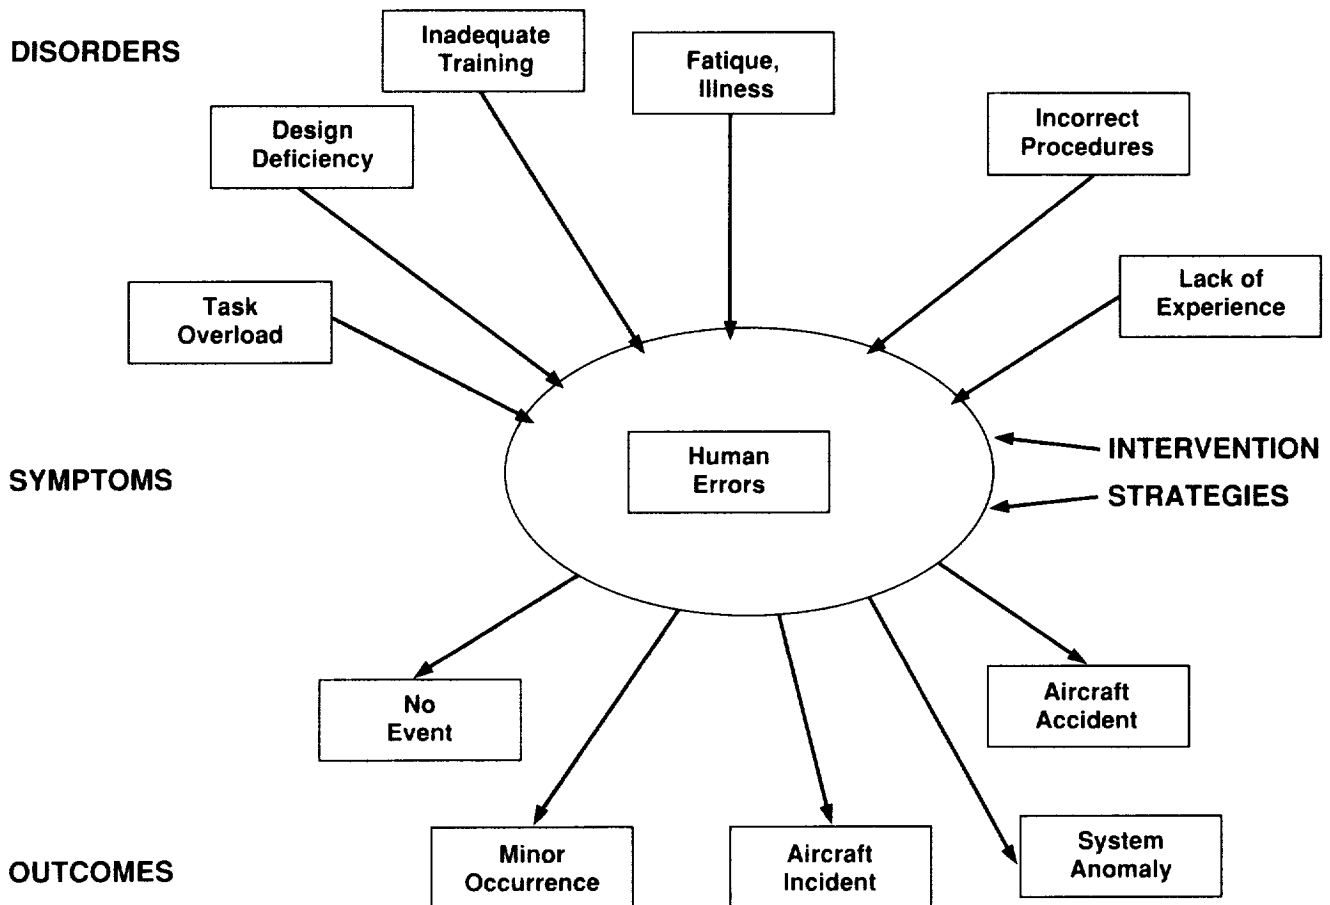 DISORDERS
Inadequate
Training
Fatique,
Illness
Design
Deficiency
Incorrect
Procedures
Task
Overload
Lack of
Experience
SYMPTOMS
Human
Errors
INTERVENTION
STRATEGIES
No
Event
Aircraft
Accident
OUTCOMES
Minor
Occurrence
Aircraft
Incident
System
Anomaly